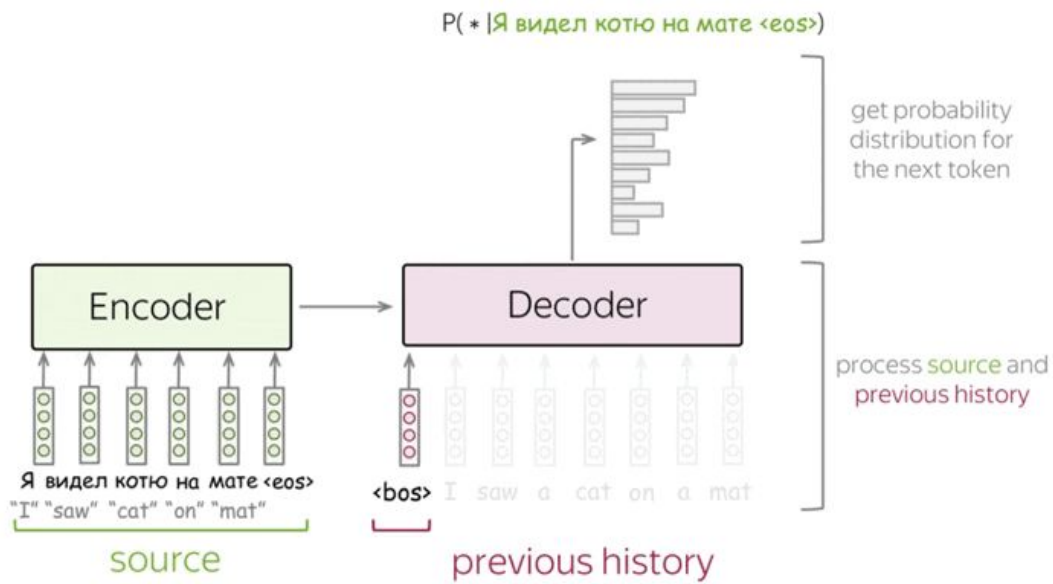 P( * |Я видел котю на мате <eos>)
get probability
distribution for
the next token
Encoder
Decoder
process source and
previous history
Я видел котю на мате <eos>
"I" "saw" "cat" "on" "mat"
<bos> I saw a cat on a mat
source
previous history